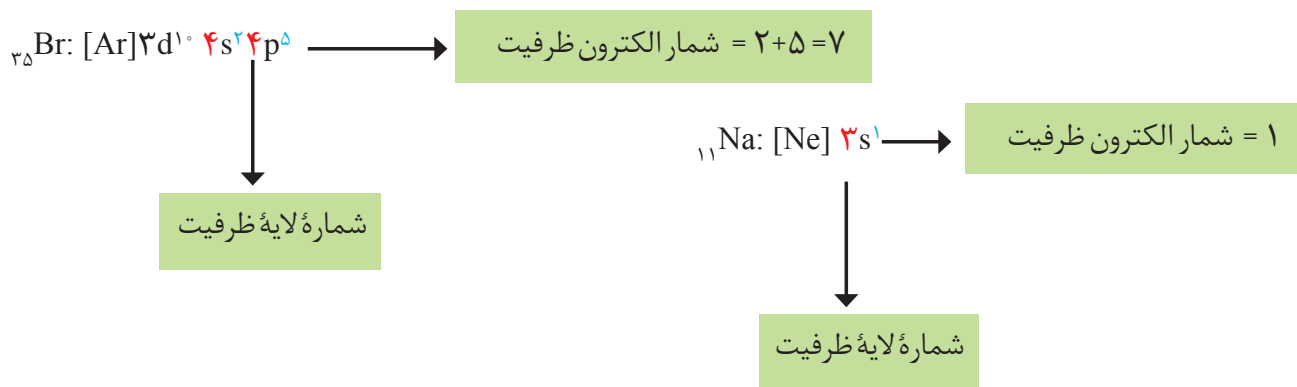 ۳۵Br: [Ar]۳d۱۰ ۴s۲۴p۵
شمار الکترون ظرفیت = ۲+۵=۷
شمارهٔ لایهٔ ظرفیت
۱۱Na: [Ne] ۳s۱
شمار الکترون ظرفیت = ۱
شمارهٔ لایهٔ ظرفیت